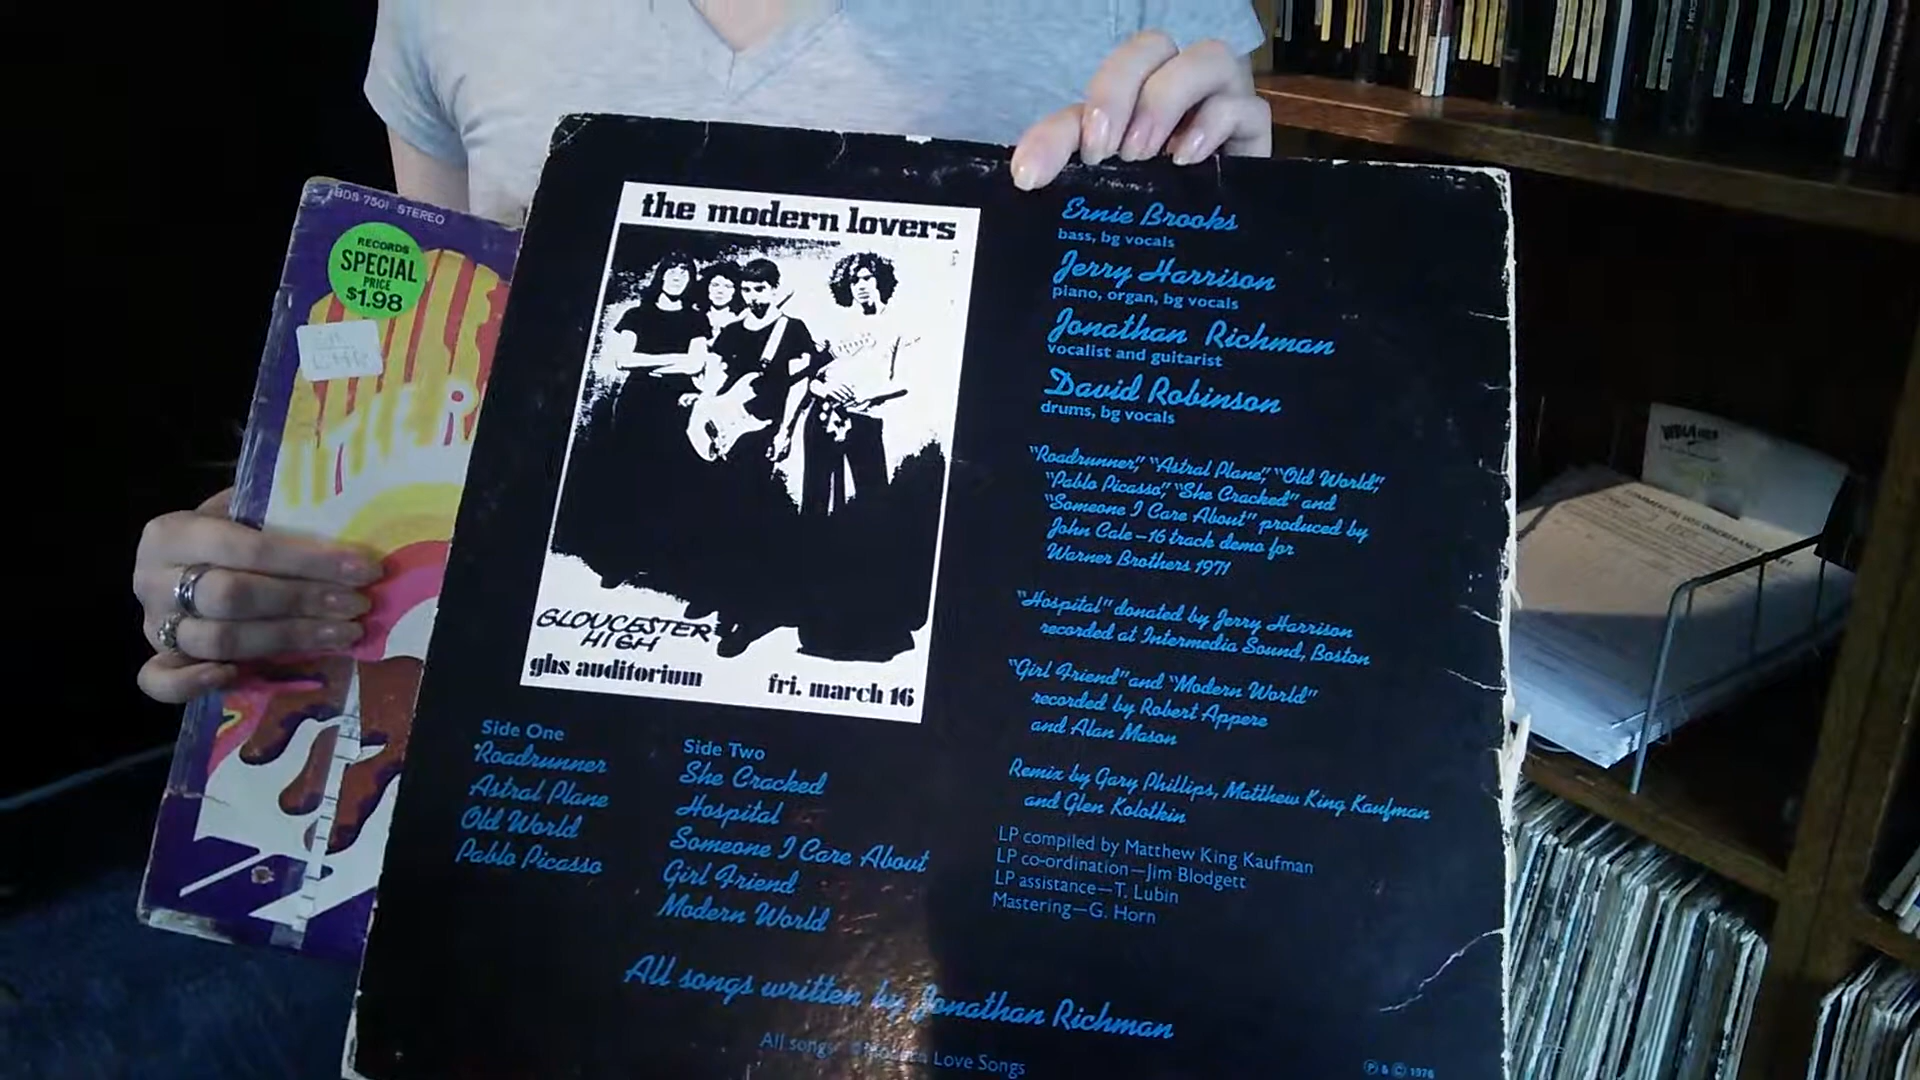 BDS 7501 STEREO
RECORDS
SPECIAL
PRICE
$1.98
the modern lovers
GLOUCESTER
HIGH
ghs auditorium
fri. march 16
Side One
Roadrunner
Astral Plane
Old World
Pablo Picasso
Side Two
She Cracked
Hospital
Someone I Care About
Girl Friend
Modern World
Ernie Brooks
bass, bg vocals
Jerry Harrison
piano, organ, bg vocals
Jonathan Richman
vocalist and guitarist
David Robinson
drums, bg vocals
"Roadrunner," "Astral Plane," "Old World,"
"Pablo Picasso," "She Cracked" and
"Someone I Care About" produced by
John Cale—16 track demo for
Warner Brothers 1971
"Hospital" donated by Jerry Harrison
recorded at Intermedia Sound, Boston
"Girl Friend" and "Modern World"
recorded by Robert Appere
and Alan Mason
Remix by Gary Phillips, Matthew King Kaufman
and Glen Kolotkin
LP compiled by Matthew King Kaufman
LP co-ordination—Jim Blodgett
LP assistance—T. Lubin
Mastering—G. Horn
All songs written by Jonathan Richman
All songs Modern Love Songs
Ⓟ & © 1976